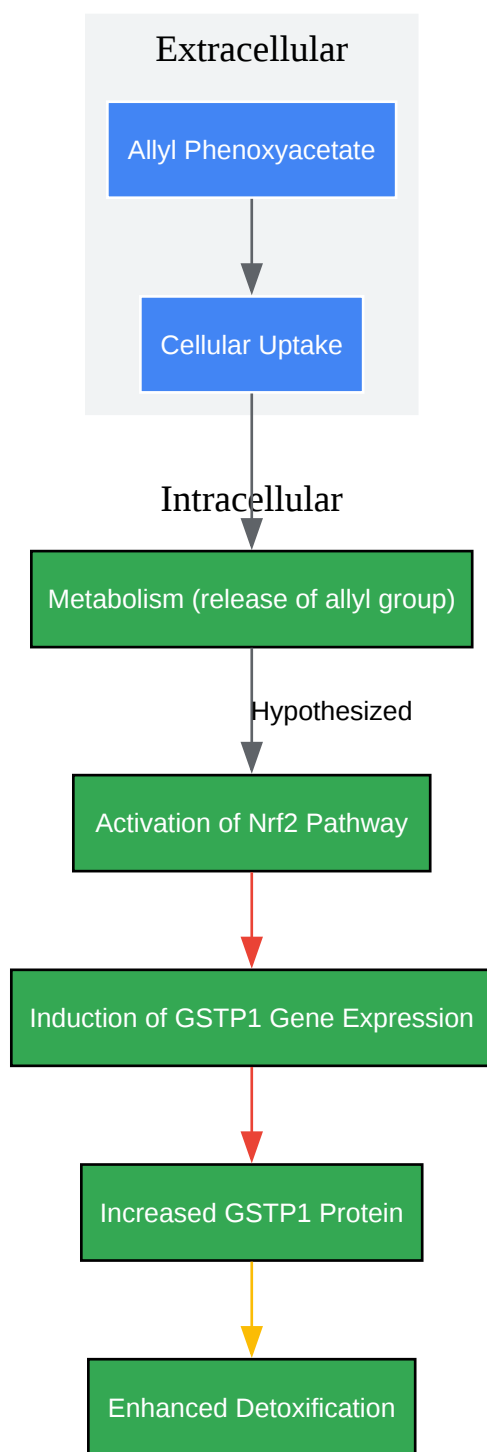 Extracellular
Allyl Phenoxyacetate
Cellular Uptake
Intracellular
Metabolism (release of allyl group)
Hypothesized
Activation of Nrf2 Pathway
Induction of GSTP1 Gene Expression
Increased GSTP1 Protein
Enhanced Detoxification